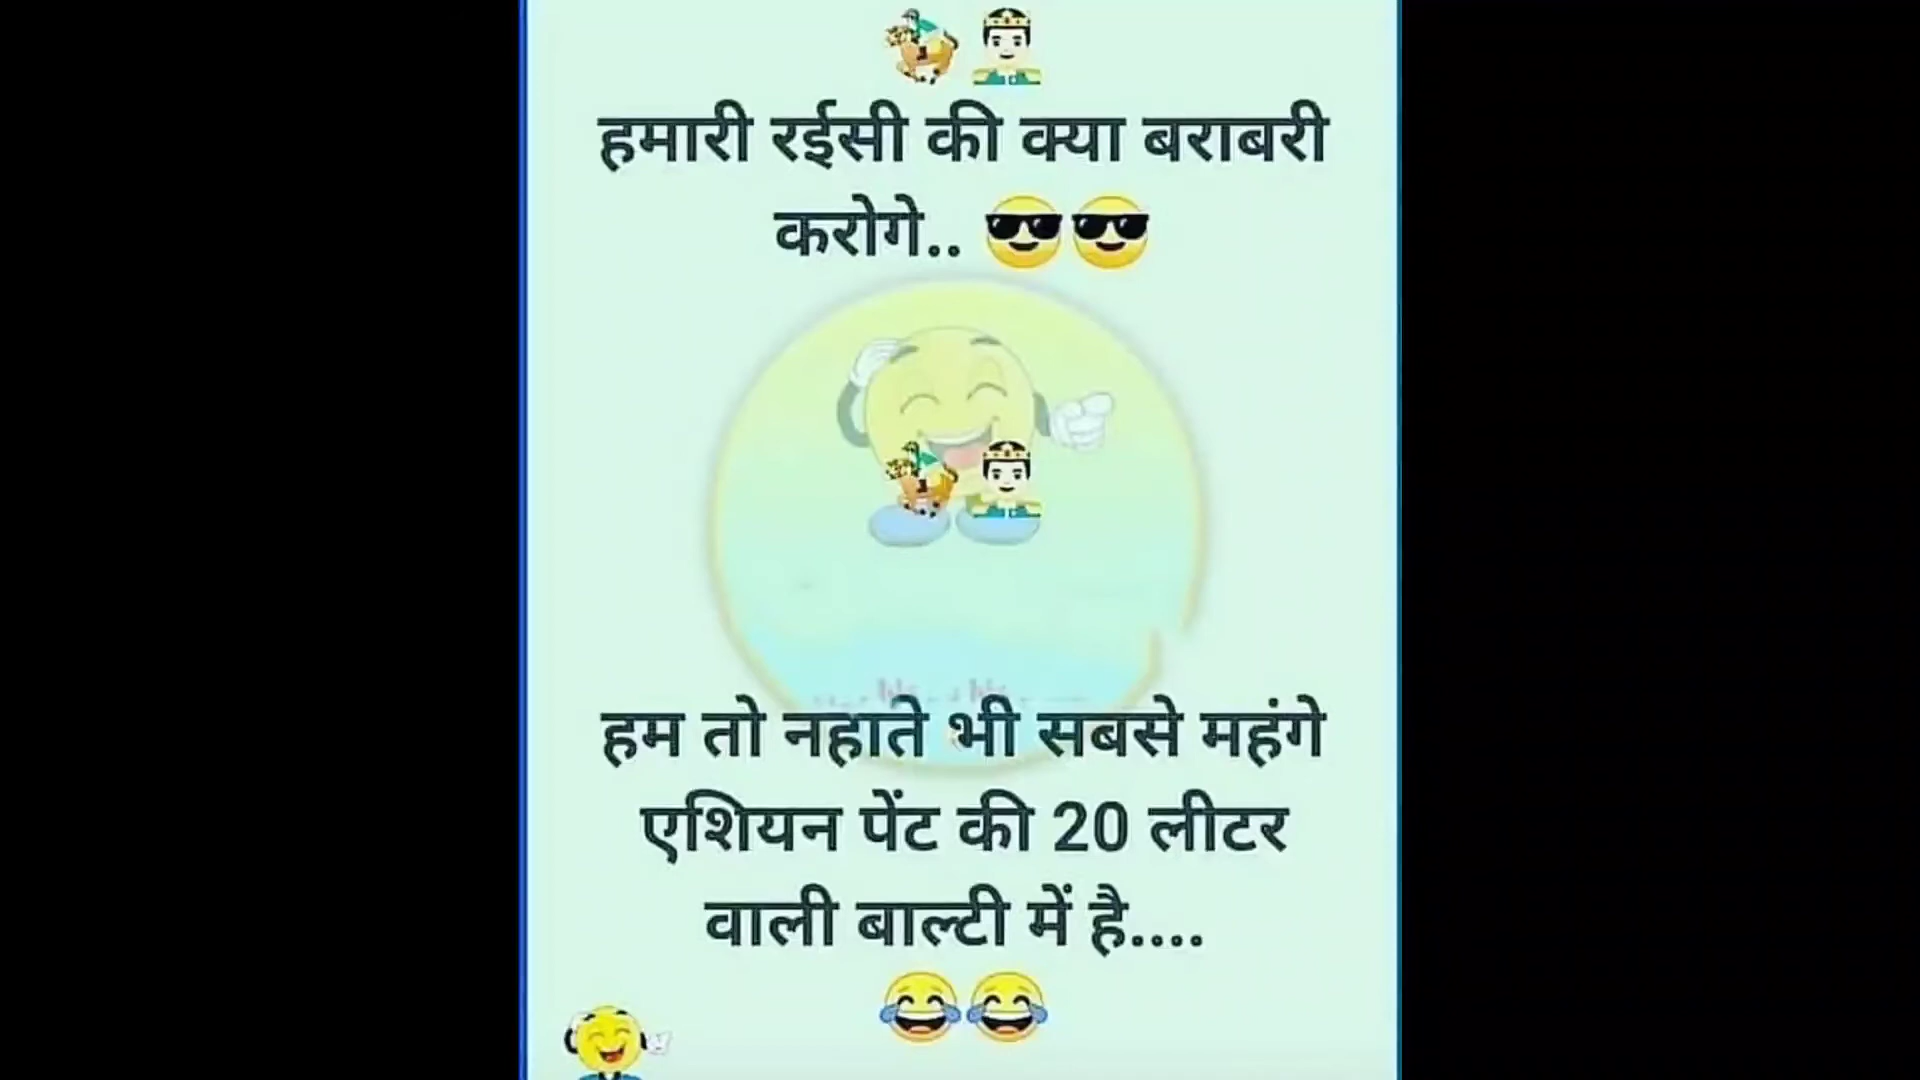 हमारी रईसी की क्या बराबरी
करोगे.. 😎😎
हम तो नहाते भी सबसे महंगे
एशियन पेंट की 20 लीटर
वाली बाल्टी में है....
😂😂